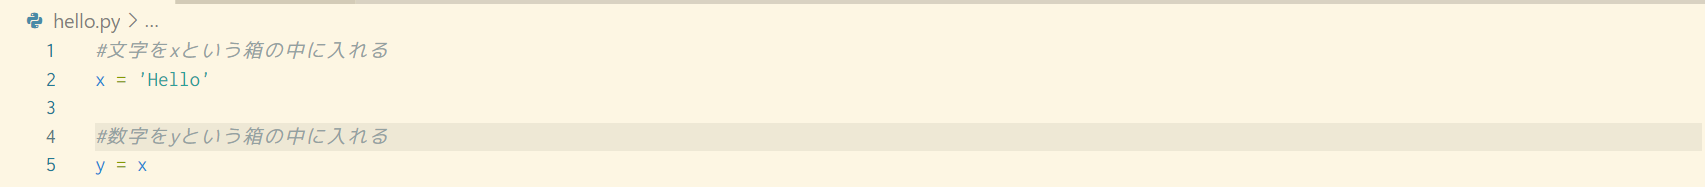 hello.py > ...
1 #文字をxという箱の中に入れる
2 x = 'Hello'
3
4 #数字をyという箱の中に入れる
5 y = x